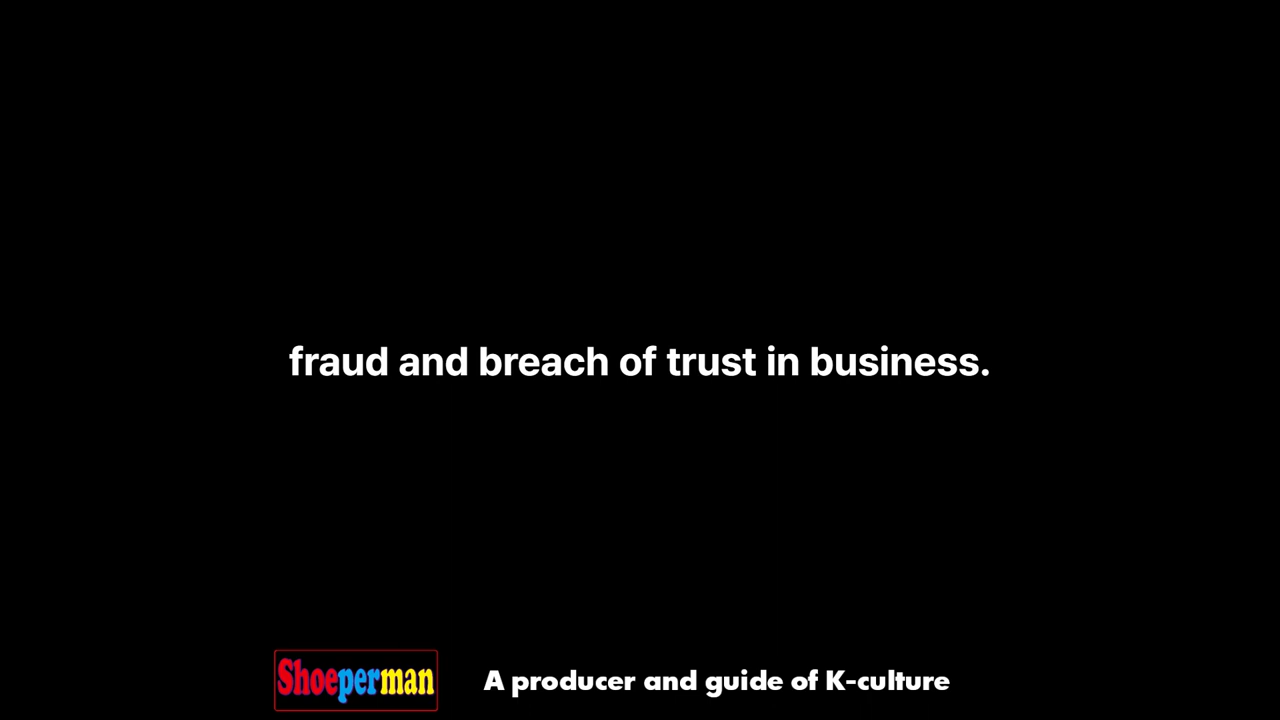 fraud and breach of trust in business.
Shoeperman
A producer and guide of K-culture